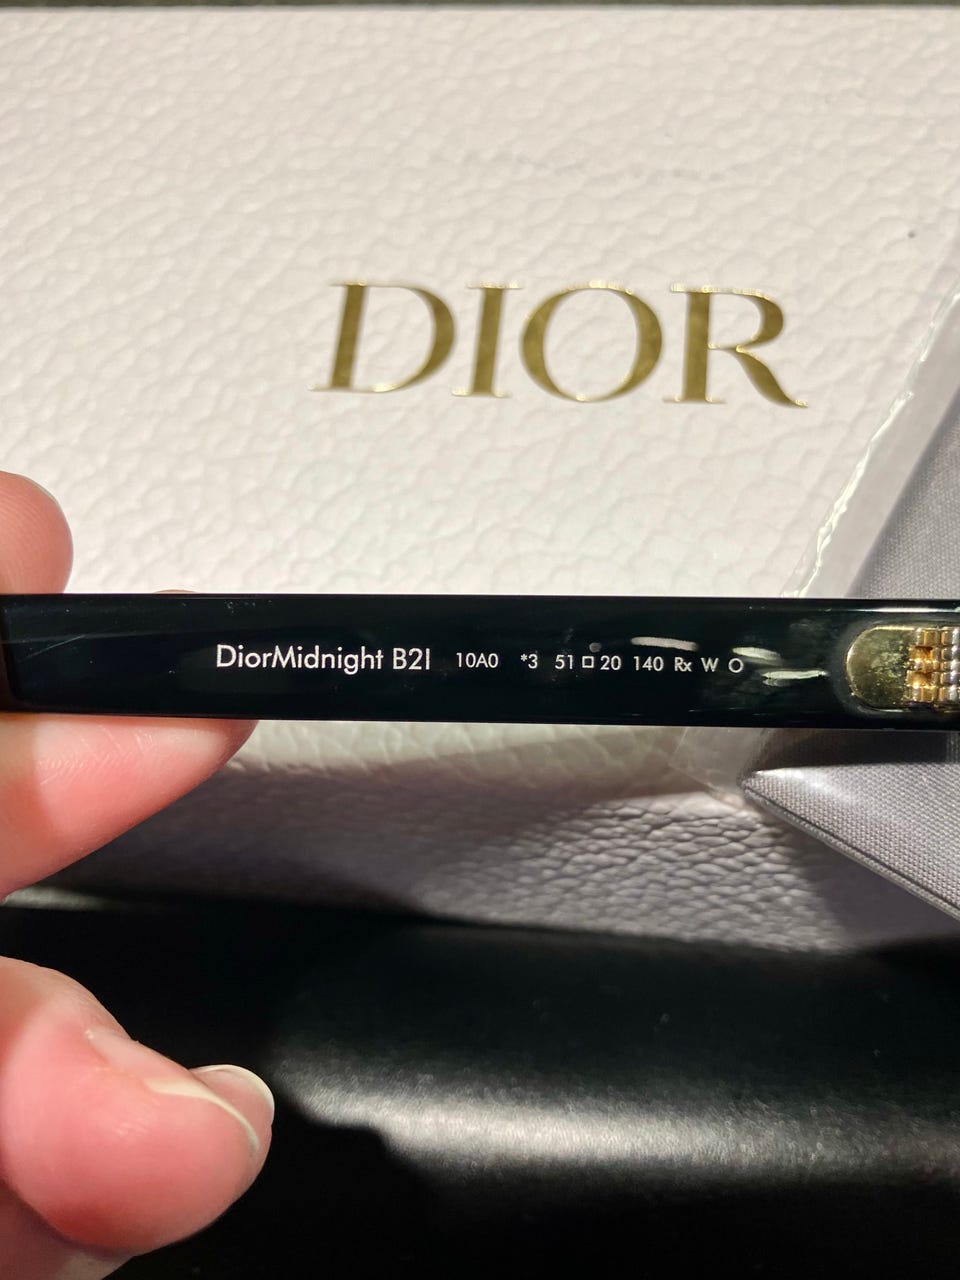 DIOR
DiorMidnight B2I 10A0 *3 51□20 140 Rx W O